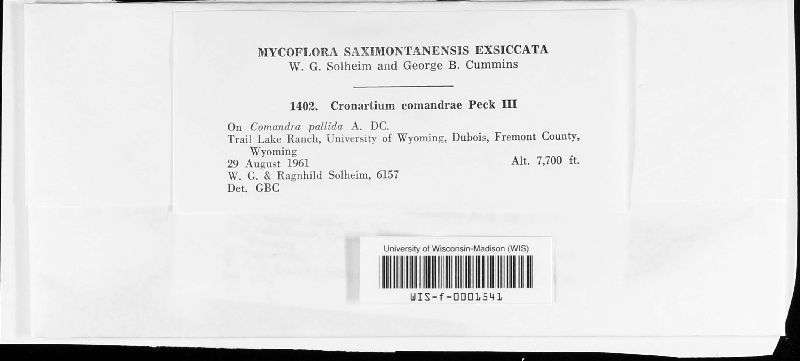 MYCOFLORA SAXIMONTANENSIS EXSICCATA
W. G. Solheim and George B. Cummins
1402. Cronartium comandrae Peck III
On Comandra pallida A. DC.
Trail Lake Ranch, University of Wyoming, Dubois, Fremont County,
Wyoming
29 August 1961 Alt. 7,700 ft.
W. G. & Ragnhild Solheim, 6157
Det. GBC
University of Wisconsin-Madison (WIS)
WIS-f-0001541